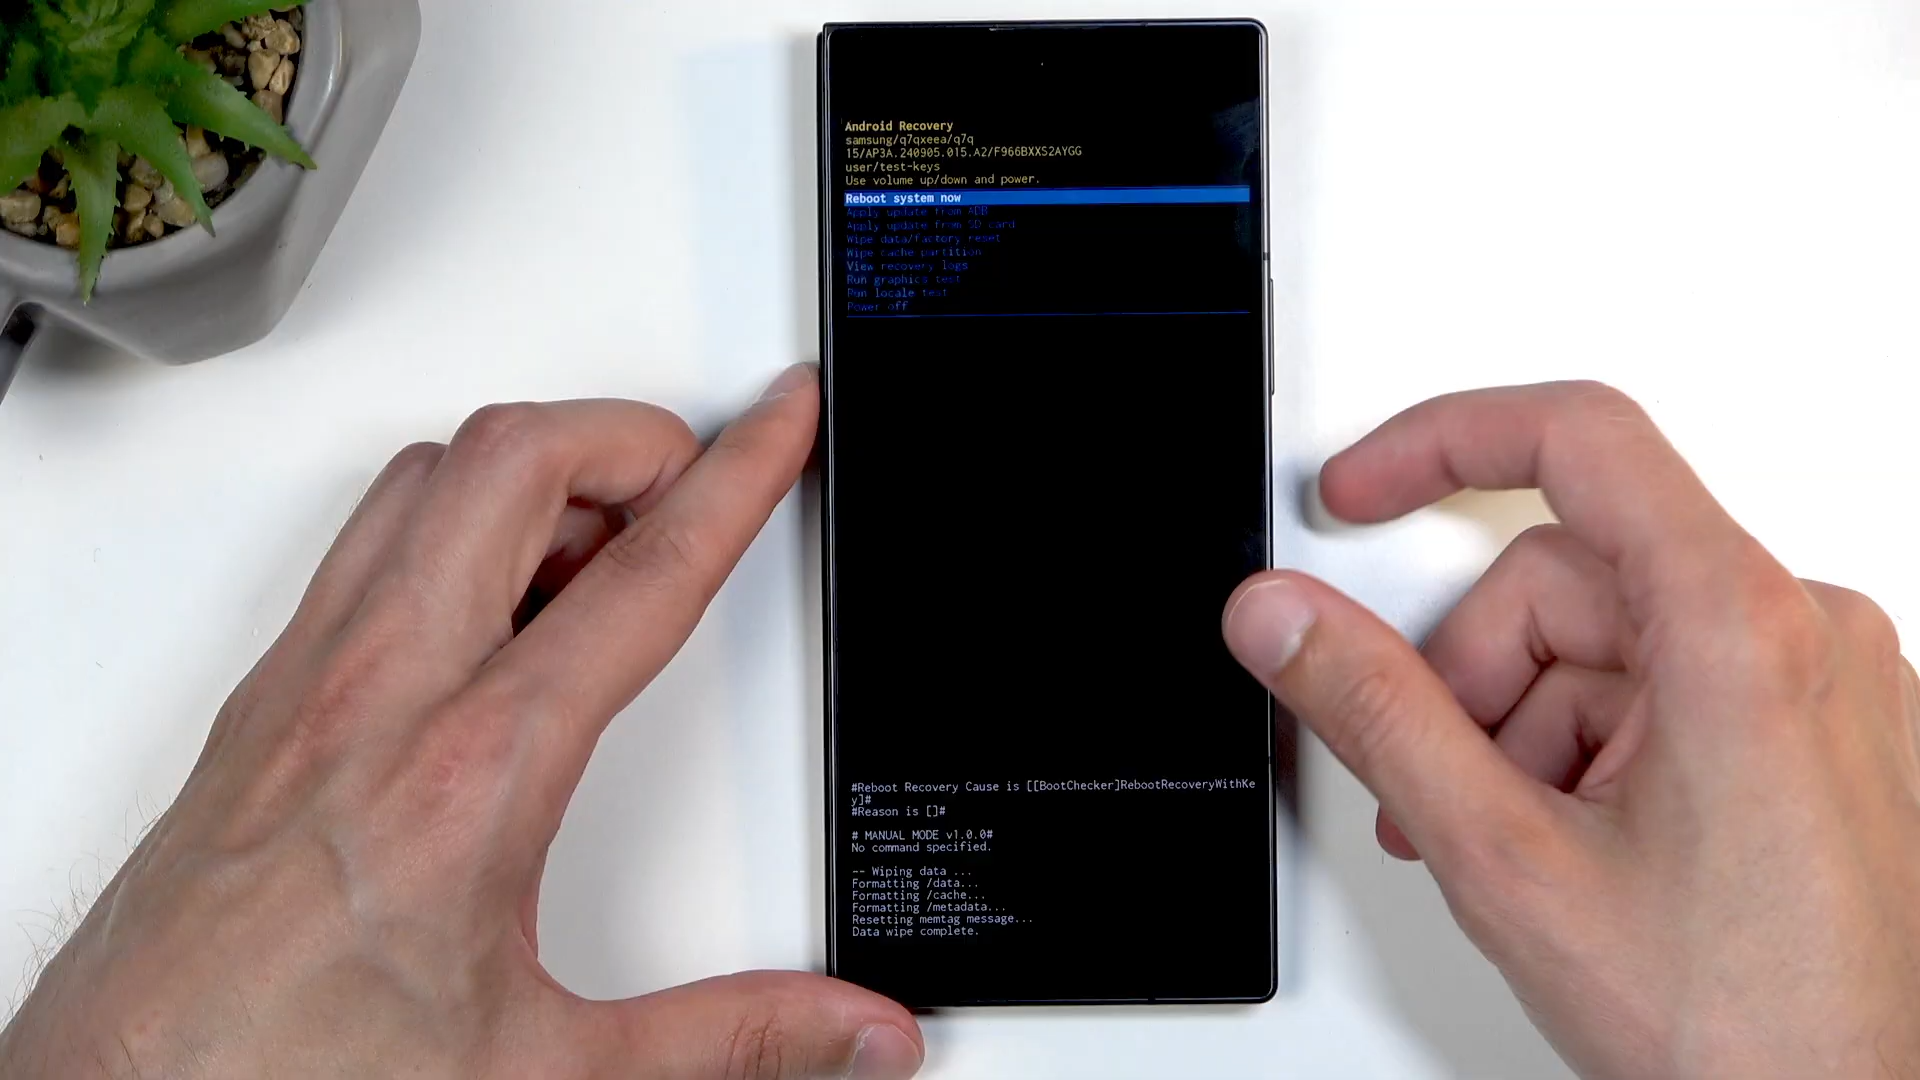 Android Recovery
samsung/q7qxeea/q7q
15/AP3A.240905.015.A2/F966BXXS2AYGG
user/test-keys
Use volume up/down and power.
Reboot system now
Apply update from ADB
Apply update from SD card
Wipe data/factory reset
Wipe cache partition
View recovery logs
Run graphics test
Run locale test
Power off
#Reboot Recovery Cause is [[BootChecker]RebootRecoveryWithKe
y]#
#Reason is []#
# MANUAL MODE v1.0.0#
No command specified.
-- Wiping data ...
Formatting /data...
Formatting /cache...
Formatting /metadata...
Resetting memtag message...
Data wipe complete.